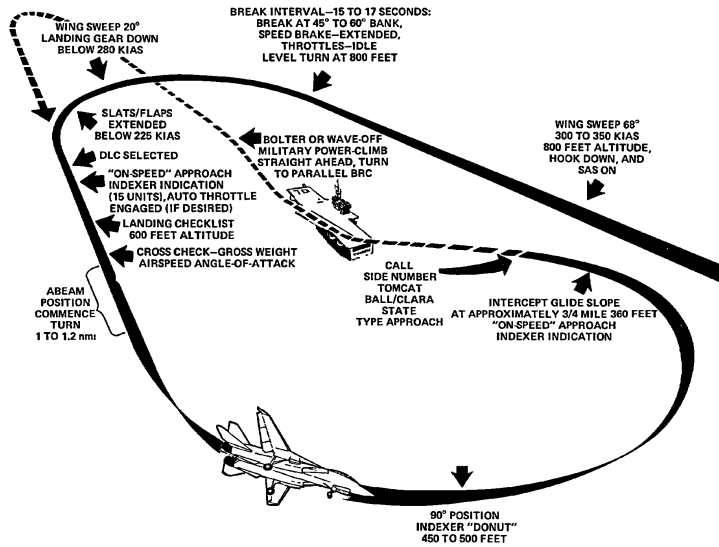 BREAK INTERVAL—15 TO 17 SECONDS:
BREAK AT 45° TO 60° BANK,
SPEED BRAKE—EXTENDED,
THROTTLES—IDLE
LEVEL TURN AT 800 FEET
WING SWEEP 20°
LANDING GEAR DOWN
BELOW 280 KIAS
SLATS/FLAPS
EXTENDED
BELOW 225 KIAS
WING SWEEP 68°
300 TO 350 KIAS
800 FEET ALTITUDE,
HOOK DOWN, AND
SAS ON
BOLTER OR WAVE-OFF
MILITARY POWER-CLIMB
STRAIGHT AHEAD, TURN
TO PARALLEL BRC
DLC SELECTED
"ON-SPEED" APPROACH
INDEXER INDICATION
(15 UNITS), AUTO THROTTLE
ENGAGED (IF DESIRED)
LANDING CHECKLIST
600 FEET ALTITUDE
CROSS CHECK—GROSS WEIGHT
AIRSPEED ANGLE-OF-ATTACK
ABEAM
POSITION
COMMENCE
TURN
1 TO 1.2 nmi
CALL
SIDE NUMBER
TOMCAT
BALL/CLARA
STATE
TYPE APPROACH
INTERCEPT GLIDE SLOPE
AT APPROXIMATELY 3/4 MILE 360 FEET
"ON-SPEED" APPROACH
INDEXER INDICATION
90° POSITION
INDEXER "DONUT"
450 TO 500 FEET